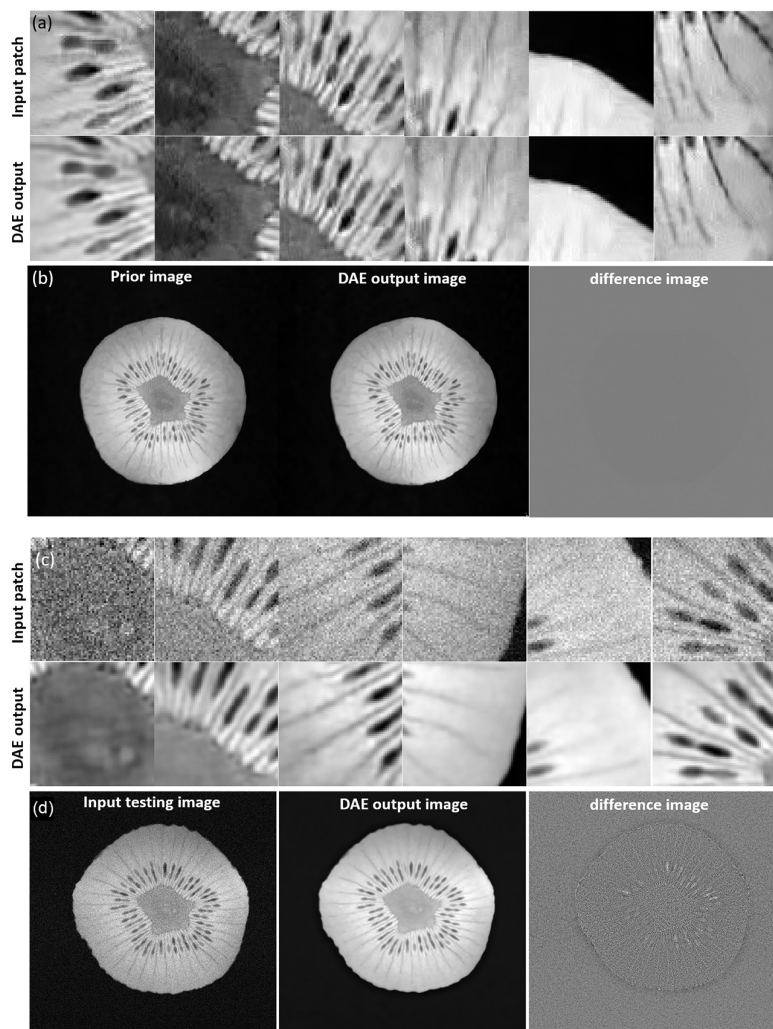 (a)
Input patch
DAE output
(b)
Prior image
DAE output image
difference image
(c)
Input patch
DAE output
(d)
Input testing image
DAE output image
difference image